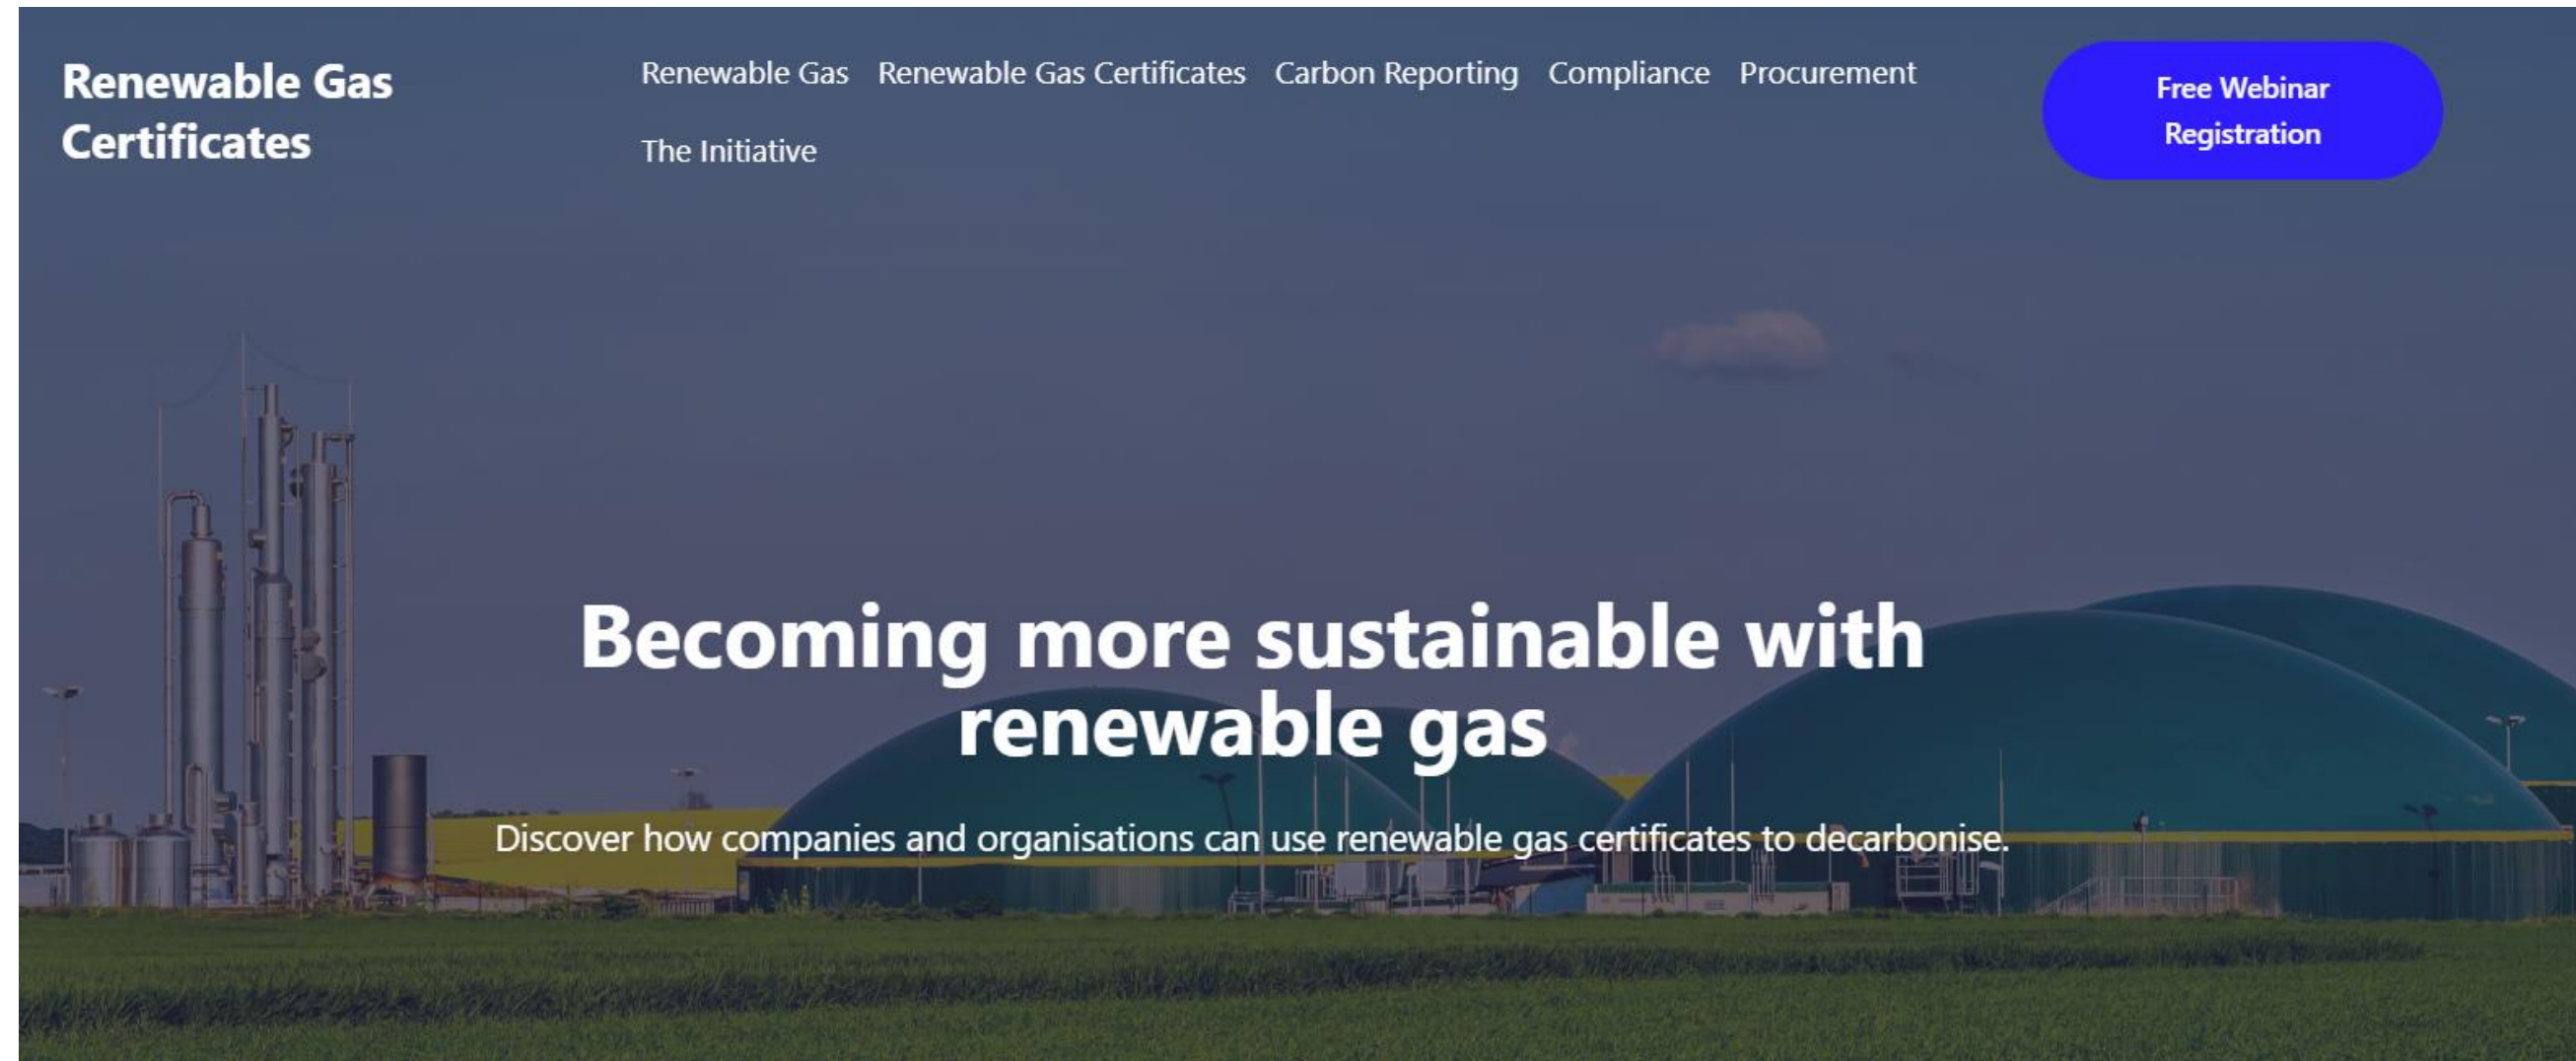 Renewable Gas
Certificates
Renewable Gas Renewable Gas Certificates Carbon Reporting Compliance Procurement
The Initiative
Free Webinar
Registration
Becoming more sustainable with
renewable gas
Discover how companies and organisations can use renewable gas certificates to decarbonise.